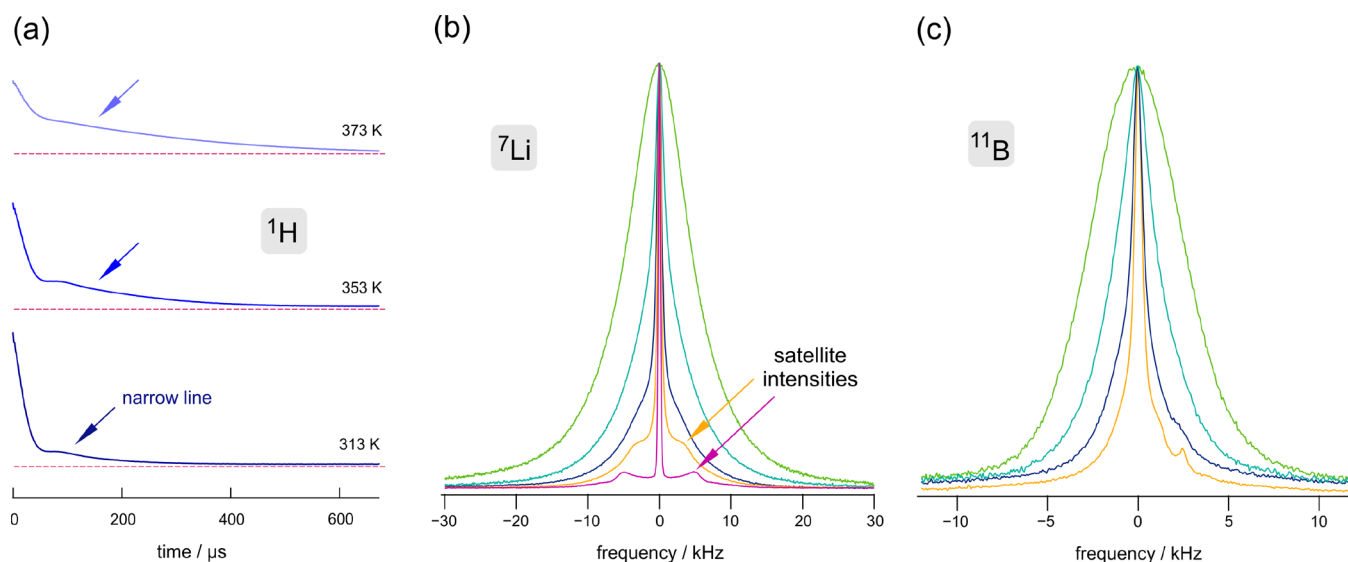 (a)
373 K
¹H
353 K
narrow line
313 K
0 200 400 600
time / µs
(b)
⁷Li
satellite
intensities
−30 −20 −10 0 10 20 30
frequency / kHz
(c)
¹¹B
−10 −5 0 5 10
frequency / kHz